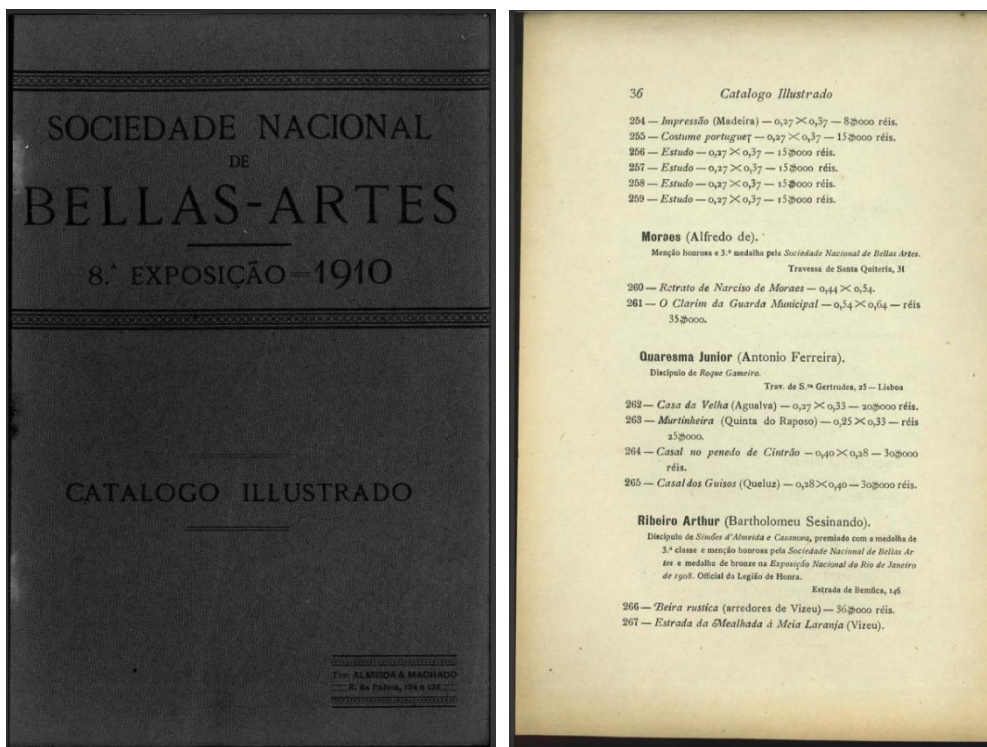 SOCIEDADE NACIONAL
DE
BELLAS-ARTES
8.ª EXPOSIÇÃO=1910
CATALOGO ILLUSTRADO
Typ. ALMEIDA & MACHADO
R. da Palma, 134 a 138
36 Catalogo Illustrado
254 — Impressão (Madeira) — 0,27 × 0,37 — 8$000 réis.
255 — Costume portuguez — 0,27 × 0,37 — 15$000 réis.
256 — Estudo — 0,27 × 0,37 — 15$000 réis.
257 — Estudo — 0,27 × 0,37 — 15$000 réis.
258 — Estudo — 0,27 × 0,37 — 15$000 réis.
259 — Estudo — 0,27 × 0,37 — 15$000 réis.
Moraes (Alfredo de).
Menção honrosa e 3.ª medalha pela Sociedade Nacional de Bellas Artes.
Travessa de Santa Quiteria, 31
260 — Retrato de Narciso de Moraes — 0,44 × 0,54.
261 — O Clarim da Guarda Municipal — 0,54 × 0,64 — réis
35$000.
Quaresma Junior (Antonio Ferreira).
Discipulo de Roque Gameiro.
Trav. de S.ta Gertrudes, 25 — Lisboa
262 — Casa da Velha (Agualva) — 0,27 × 0,33 — 20$000 réis.
263 — Murtinheira (Quinta do Raposo) — 0,25 × 0,33 — réis
25$000.
264 — Casal no penedo de Cintrão — 0,40 × 0,28 — 30$000
réis.
265 — Casal dos Guisos (Queluz) — 0,28 × 0,40 — 30$000 réis.
Ribeiro Arthur (Bartholomeu Sesinando).
Discipulo de Simões d'Almeida e Casanova, premiado com a medalha de
3.ª classe e menção honrosa pela Sociedade Nacional de Bellas Ar
tes e medalha de bronze na Exposição Nacional do Rio de Janeiro
de 1908. Official da Legião de Honra.
Estrada de Bemfica, 146
266 — Beira rustica (arredores de Vizeu) — 36$000 réis.
267 — Estrada da Mealhada á Meia Laranja (Vizeu).